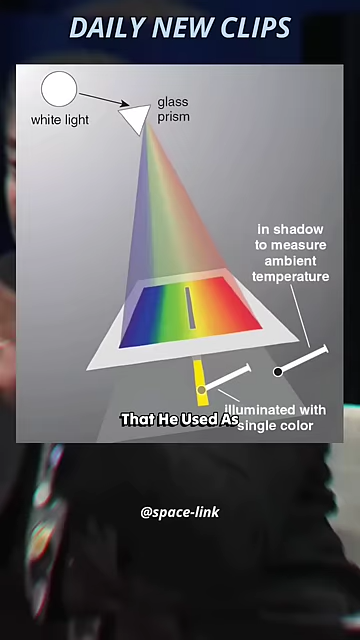 DAILY NEW CLIPS
white light
glass
prism
in shadow
to measure
ambient
temperature
illuminated with
single color
That He Used As
@space-link